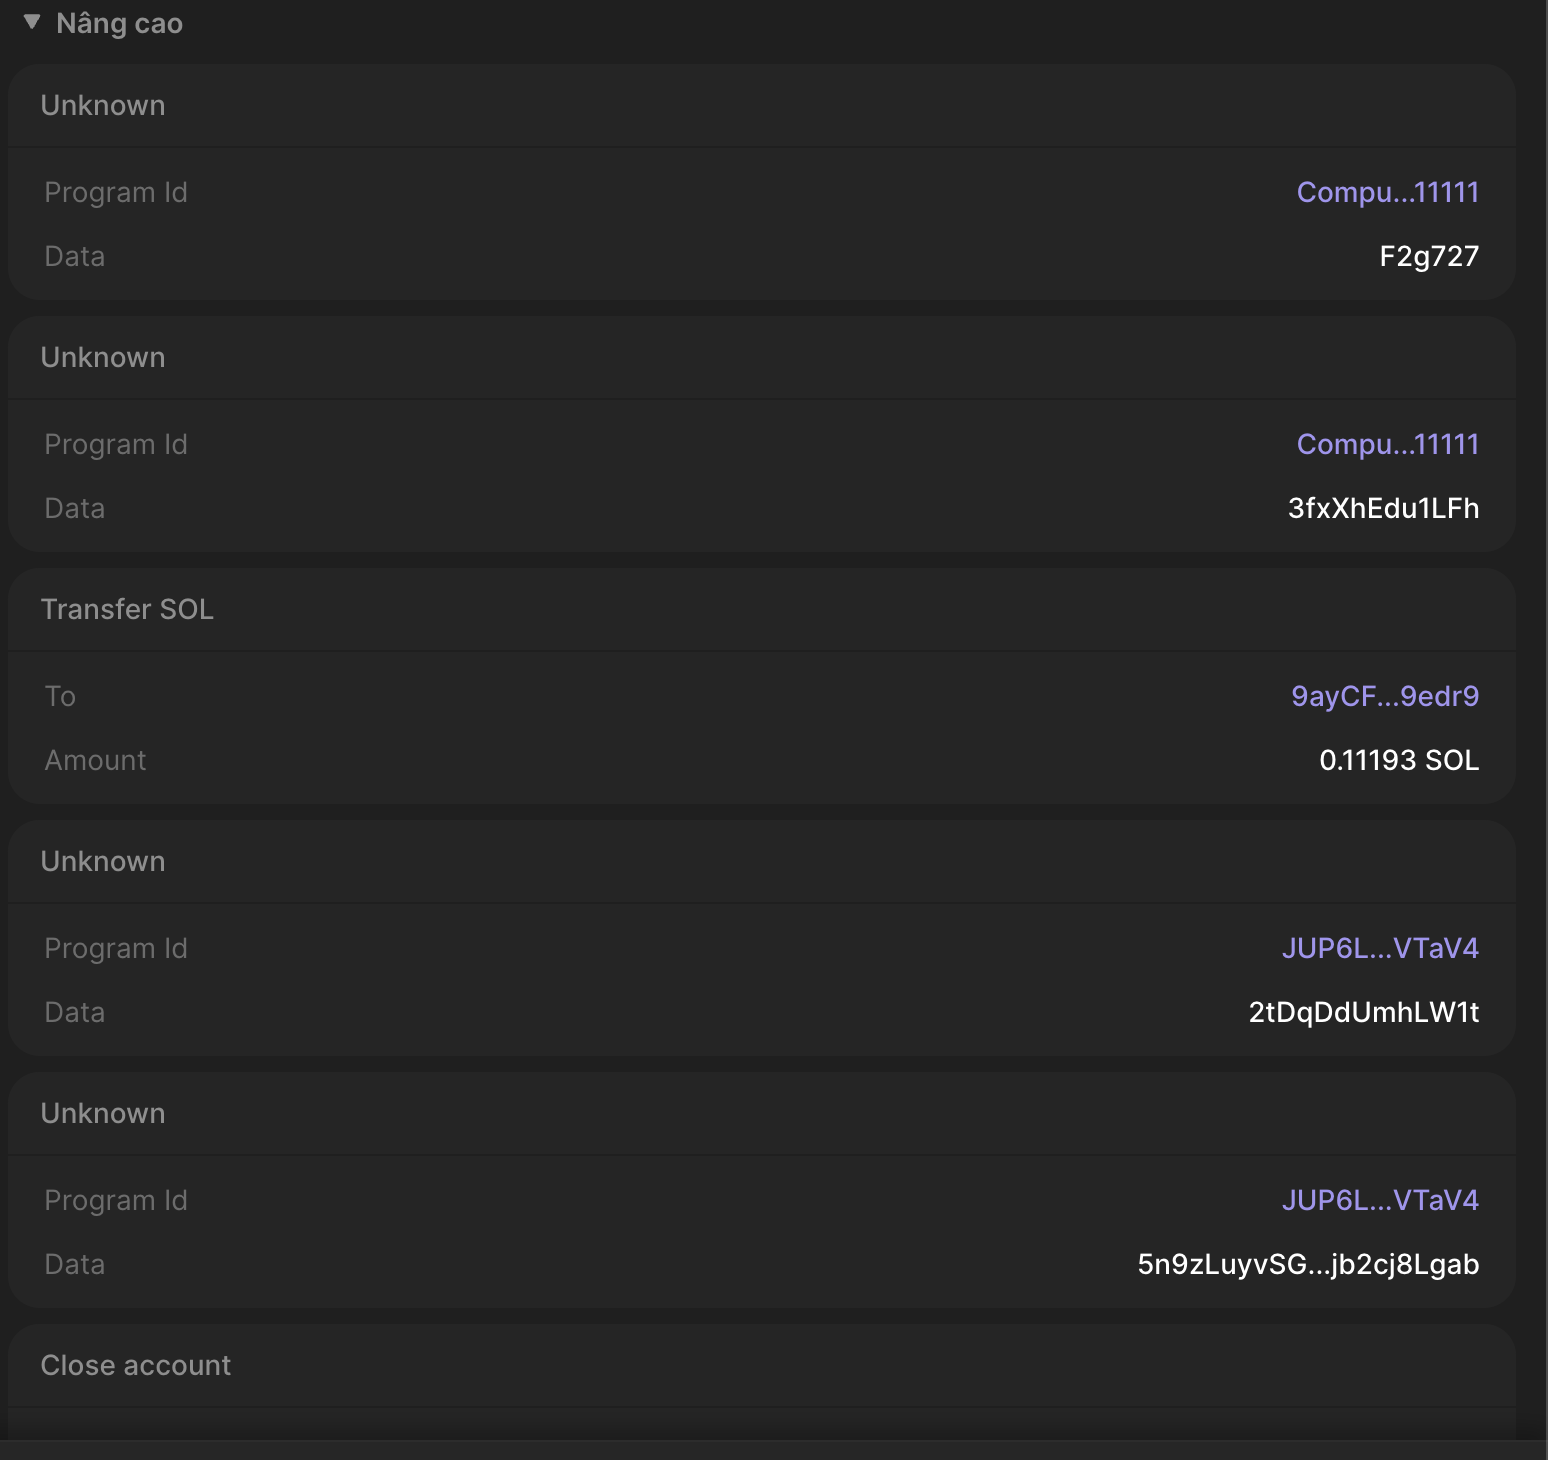 ▼ Nâng cao
Unknown
Program Id Compu...11111
Data F2g727
Unknown
Program Id Compu...11111
Data 3fxXhEdu1LFh
Transfer SOL
To 9ayCF...9edr9
Amount 0.11193 SOL
Unknown
Program Id JUP6L...VTaV4
Data 2tDqDdUmhLW1t
Unknown
Program Id JUP6L...VTaV4
Data 5n9zLuyvSG...jb2cj8Lgab
Close account